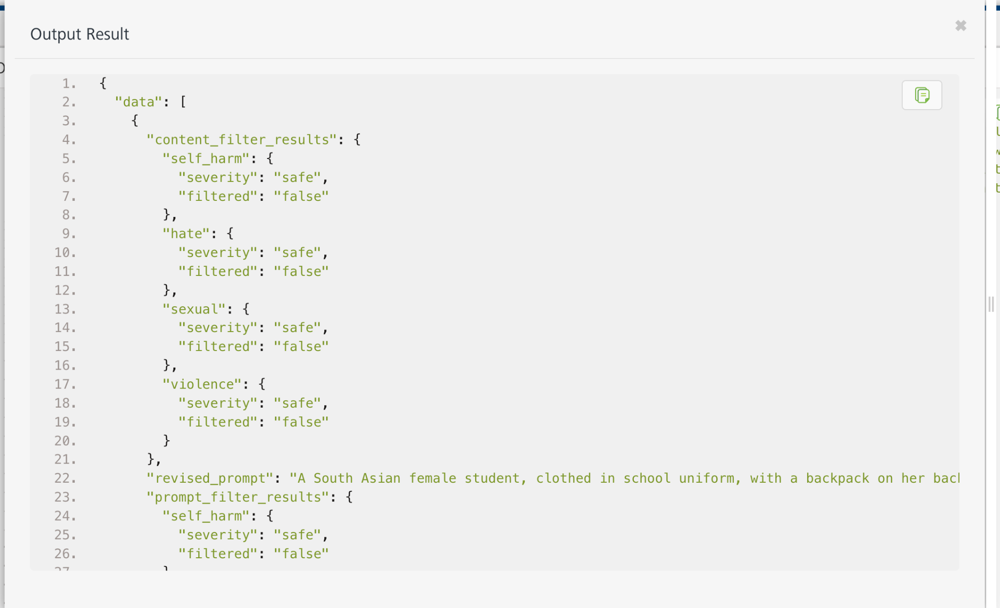 Output Result
1. {
2. "data": [
3. {
4. "content_filter_results": {
5. "self_harm": {
6. "severity": "safe",
7. "filtered": "false"
8. },
9. "hate": {
10. "severity": "safe",
11. "filtered": "false"
12. },
13. "sexual": {
14. "severity": "safe",
15. "filtered": "false"
16. },
17. "violence": {
18. "severity": "safe",
19. "filtered": "false"
20. }
21. },
22. "revised_prompt": "A South Asian female student, clothed in school uniform, with a backpack on her
23. "prompt_filter_results": {
24. "self_harm": {
25. "severity": "safe",
26. "filtered": "false"